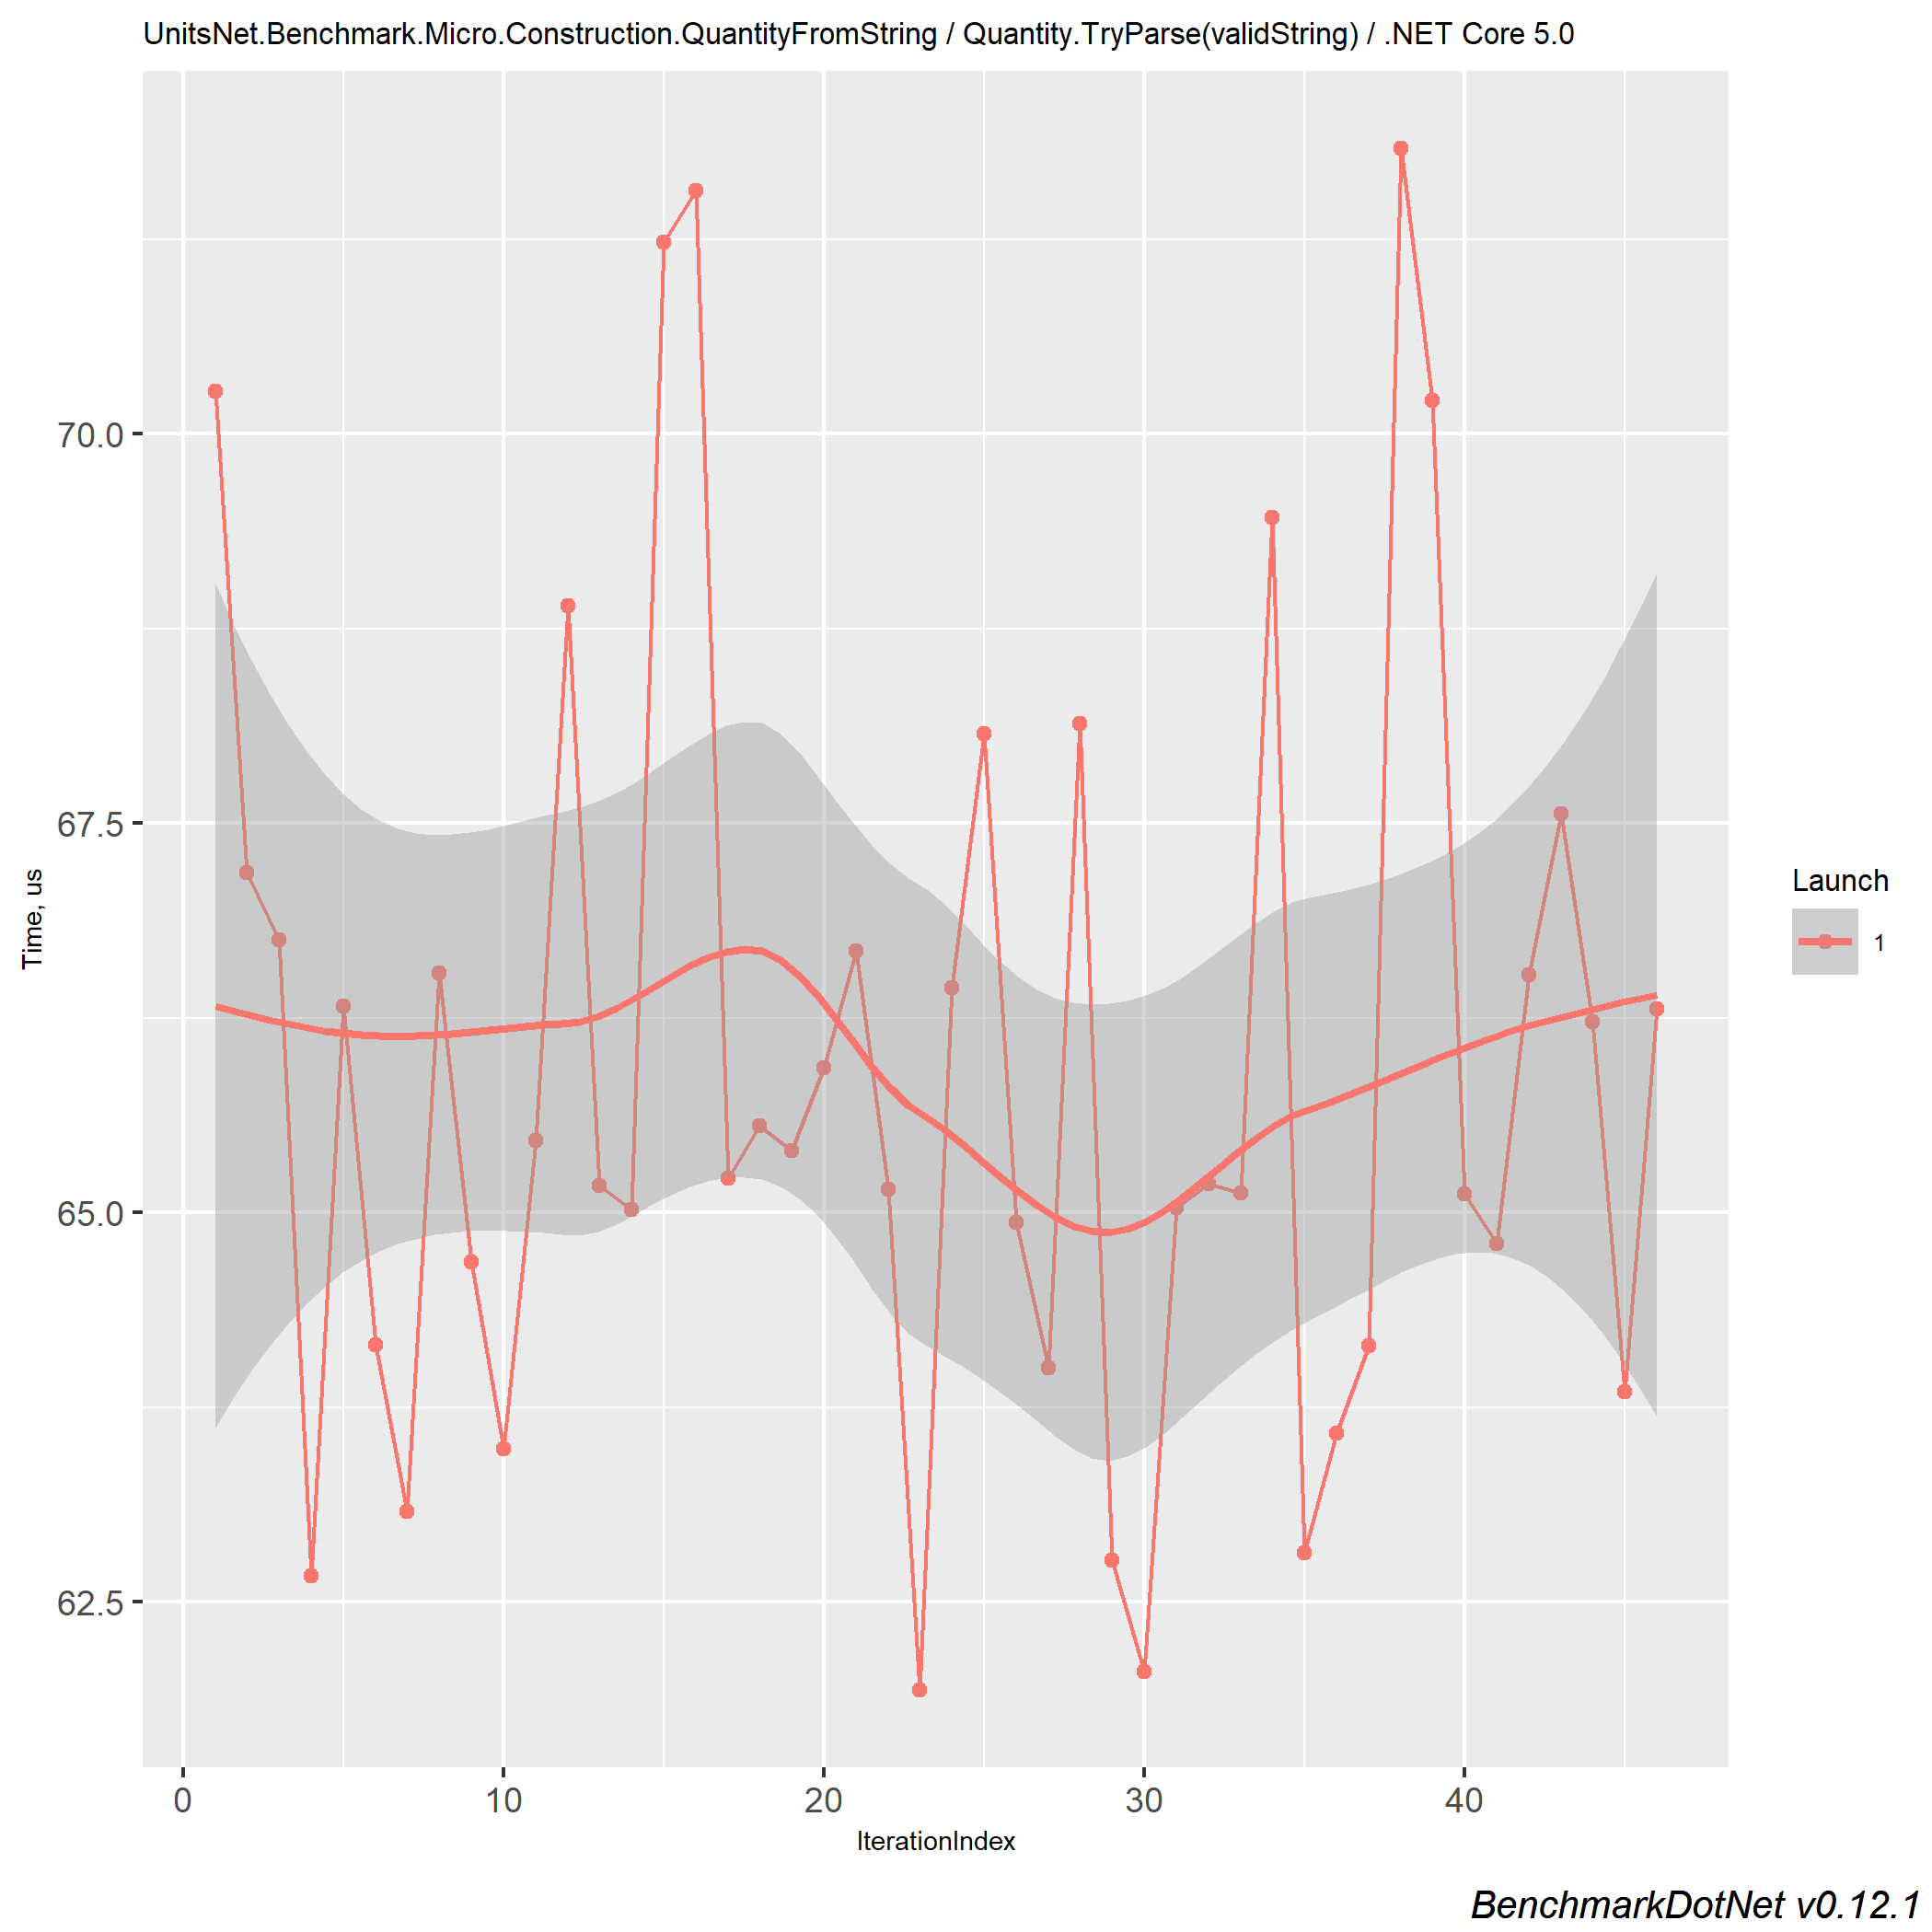 UnitsNet.Benchmark.Micro.Construction.QuantityFromString / Quantity.TryParse(validString) / .NET Core 5.0
70.0
67.5
65.0
62.5
Time, us
0 10 20 30 40
IterationIndex
Launch
1
BenchmarkDotNet v0.12.1